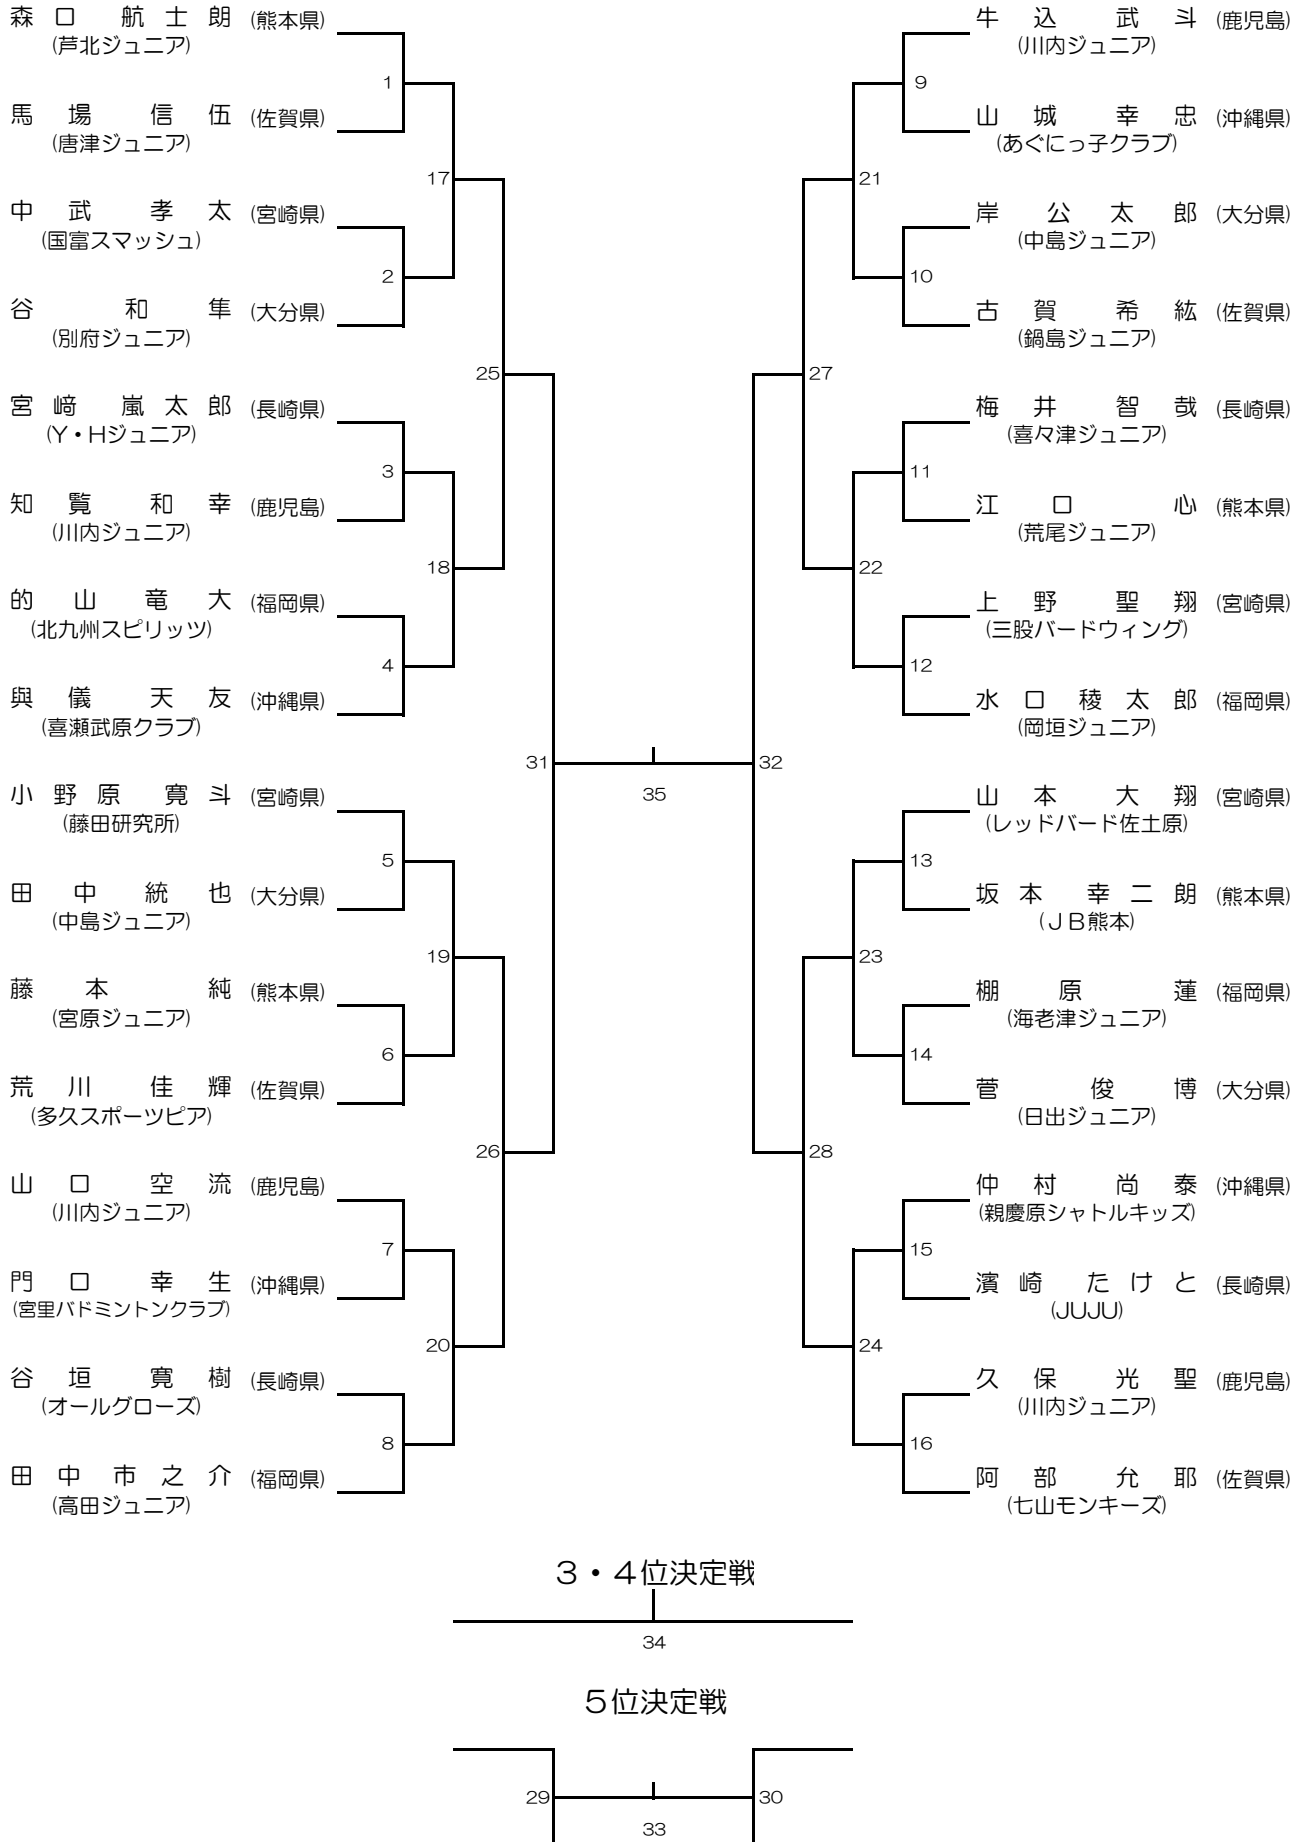 森口 航士朗 (熊本県)
(芦北ジュニア)
1
馬場 信伍 (佐賀県)
(唐津ジュニア)
17
中武 孝太 (宮崎県)
(国富スマッシュ)
2
谷 和隼 (大分県)
(別府ジュニア)
25
宮﨑 嵐太郎 (長崎県)
(Y・Hジュニア)
3
知覧 和幸 (鹿児島)
(川内ジュニア)
18
的山 竜大 (福岡県)
(北九州スピリッツ)
4
與儀 天友 (沖縄県)
(喜瀬武原クラブ)
31
小野原 寛斗 (宮崎県)
(藤田研究所)
5
田中 統也 (大分県)
(中島ジュニア)
19
藤本 純 (熊本県)
(宮原ジュニア)
6
荒川 佳輝 (佐賀県)
(多久スポーツピア)
26
山口 空流 (鹿児島)
(川内ジュニア)
7
門口 幸生 (沖縄県)
(宮里バドミントンクラブ)
20
谷垣 寛樹 (長崎県)
(オールグローズ)
8
田中 市之介 (福岡県)
(高田ジュニア)
35
牛込 武斗 (鹿児島)
(川内ジュニア)
9
山城 幸忠 (沖縄県)
(あぐにっ子クラブ)
21
岸 公太郎 (大分県)
(中島ジュニア)
10
古賀 希紘 (佐賀県)
(鍋島ジュニア)
27
梅井 智哉 (長崎県)
(喜々津ジュニア)
11
江口 心 (熊本県)
(荒尾ジュニア)
22
上野 聖翔 (宮崎県)
(三股バードウィング)
12
水口 稜太郎 (福岡県)
(岡垣ジュニア)
32
山本 大翔 (宮崎県)
(レッドバード佐土原)
13
坂本 幸二朗 (熊本県)
(ＪＢ熊本)
23
棚原 蓮 (福岡県)
(海老津ジュニア)
14
菅 俊博 (大分県)
(日出ジュニア)
28
仲村 尚泰 (沖縄県)
(親慶原シャトルキッズ)
15
濱崎 たけと (長崎県)
(JUJU)
24
久保 光聖 (鹿児島)
(川内ジュニア)
16
阿部 允耶 (佐賀県)
(七山モンキーズ)
３・４位決定戦
34
５位決定戦
29
30
33